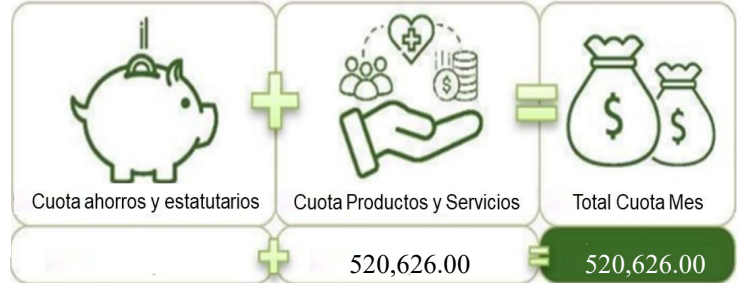 Cuota ahorros y estatutarios
Cuota Productos y Servicios
Total Cuota Mes
520,626.00
520,626.00